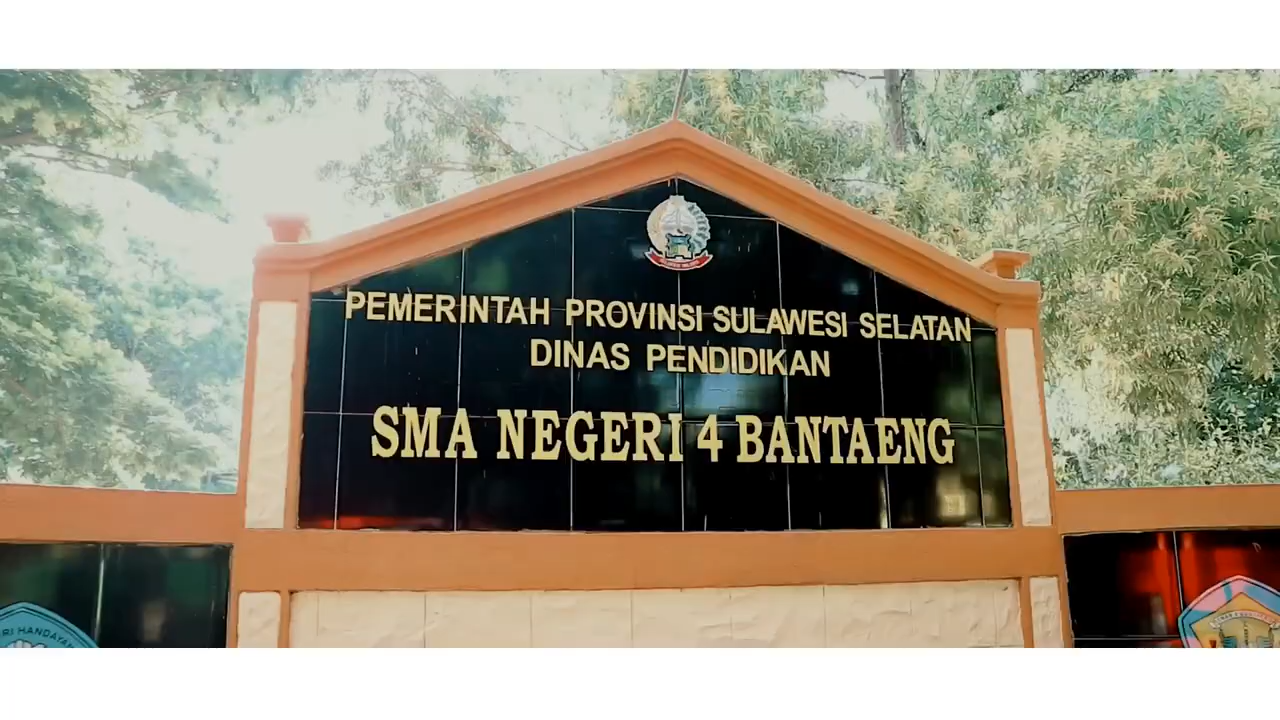 PEMERINTAH PROVINSI SULAWESI SELATAN
DINAS PENDIDIKAN
SMA NEGERI 4 BANTAENG